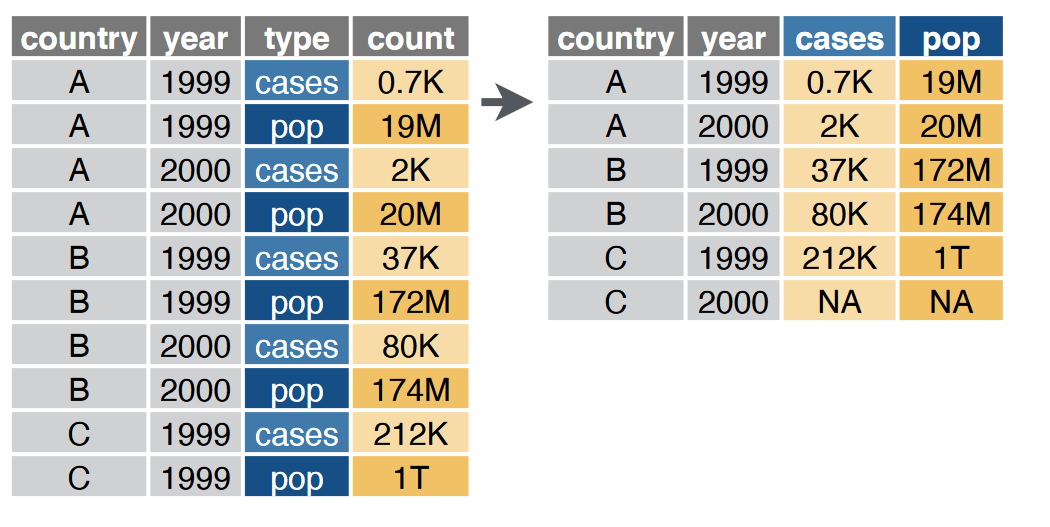 country year type count
A 1999 cases 0.7K
A 1999 pop 19M
A 2000 cases 2K
A 2000 pop 20M
B 1999 cases 37K
B 1999 pop 172M
B 2000 cases 80K
B 2000 pop 174M
C 1999 cases 212K
C 1999 pop 1T
country year cases pop
A 1999 0.7K 19M
A 2000 2K 20M
B 1999 37K 172M
B 2000 80K 174M
C 1999 212K 1T
C 2000 NA NA